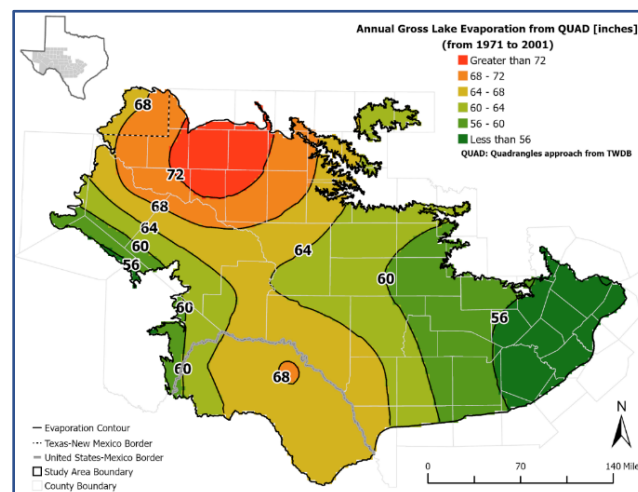 Annual Gross Lake Evaporation from QUAD [inches]
(from 1971 to 2001)
Greater than 72
68 - 72
64 - 68
60 - 64
56 - 60
Less than 56
QUAD: Quadrangles approach from TWDB
68
72
68
64
60
56
64
60
60
56
60
68
Evaporation Contour
Texas-New Mexico Border
United States-Mexico Border
Study Area Boundary
County Boundary
N
0 70 140 Mile